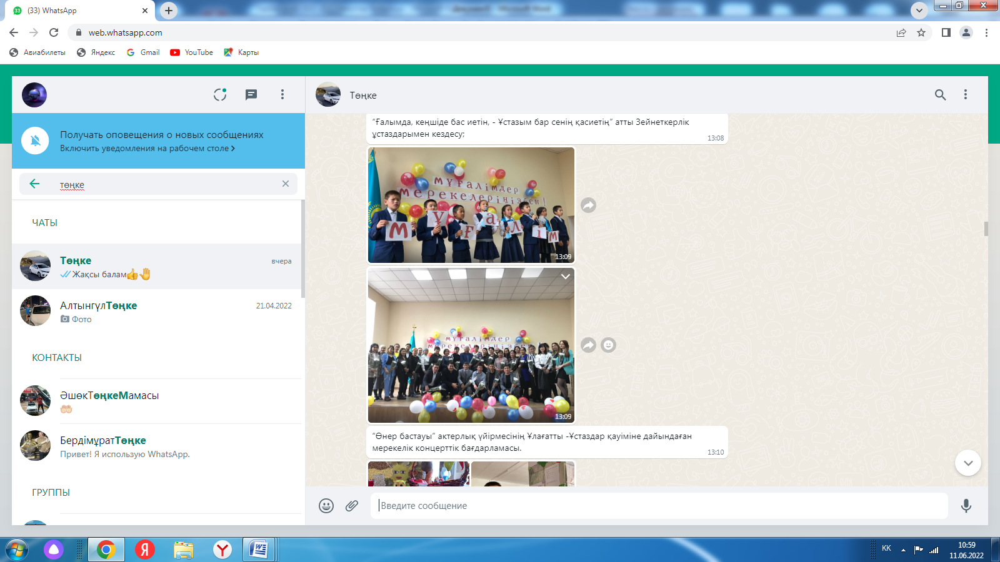 (33) WhatsApp
web.whatsapp.com
Авиабилеты
Яндекс
Gmail
YouTube
Карты
Получать оповещения о новых сообщениях
Включить уведомления на рабочем столе
төңке
ЧАТЫ
Төңке
вчера
Жақсы балам👍🤚
АлтынгүлТөңке
21.04.2022
Фото
КОНТАКТЫ
ӘшөкТөңкеМамасы
🤲🏻
БердімұратТөңке
Привет! Я использую WhatsApp.
ГРУППЫ
Төңке
“Ғалымда, кеңшіде бас иетін, - Ұстазым бар сенің қасиетің” атты Зейнеткерлік
ұстаздарымен кездесу;
13:08
МҰҒАЛІМДЕР
МЕРЕКЕЛЕРІҢІЗБЕН!
М Ұ Ғ А Л І М
13:09
МҰҒАЛІМДЕР
МЕРЕКЕЛЕРІҢІЗБЕН!
13:09
“Өнер бастауы” актерлық үйірмесінің Ұлағатты -Ұстаздар қауіміне дайындаған
мерекелік концерттік бағдарламасы.
13:10
Введите сообщение
KK
10:59
11.06.2022